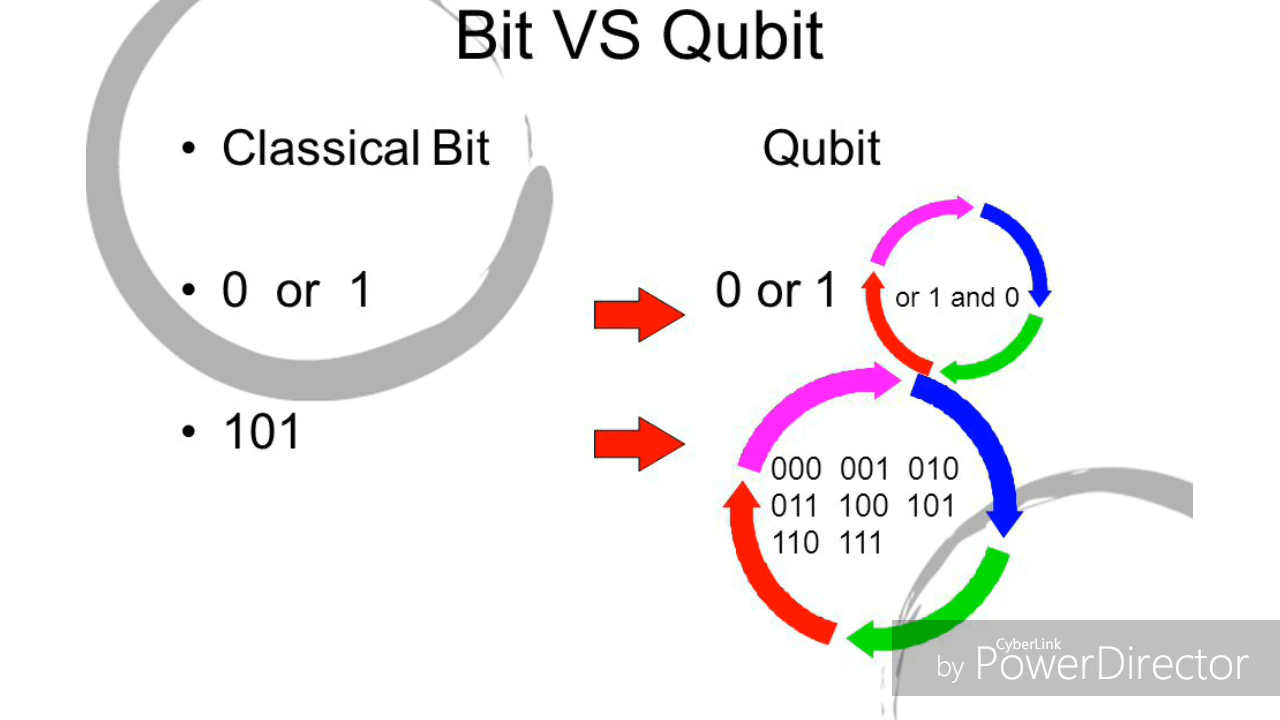 Bit VS Qubit
• Classical Bit
Qubit
• 0 or 1
0 or 1
or 1 and 0
• 101
000 001 010
011 100 101
110 111
CyberLink
by PowerDirector